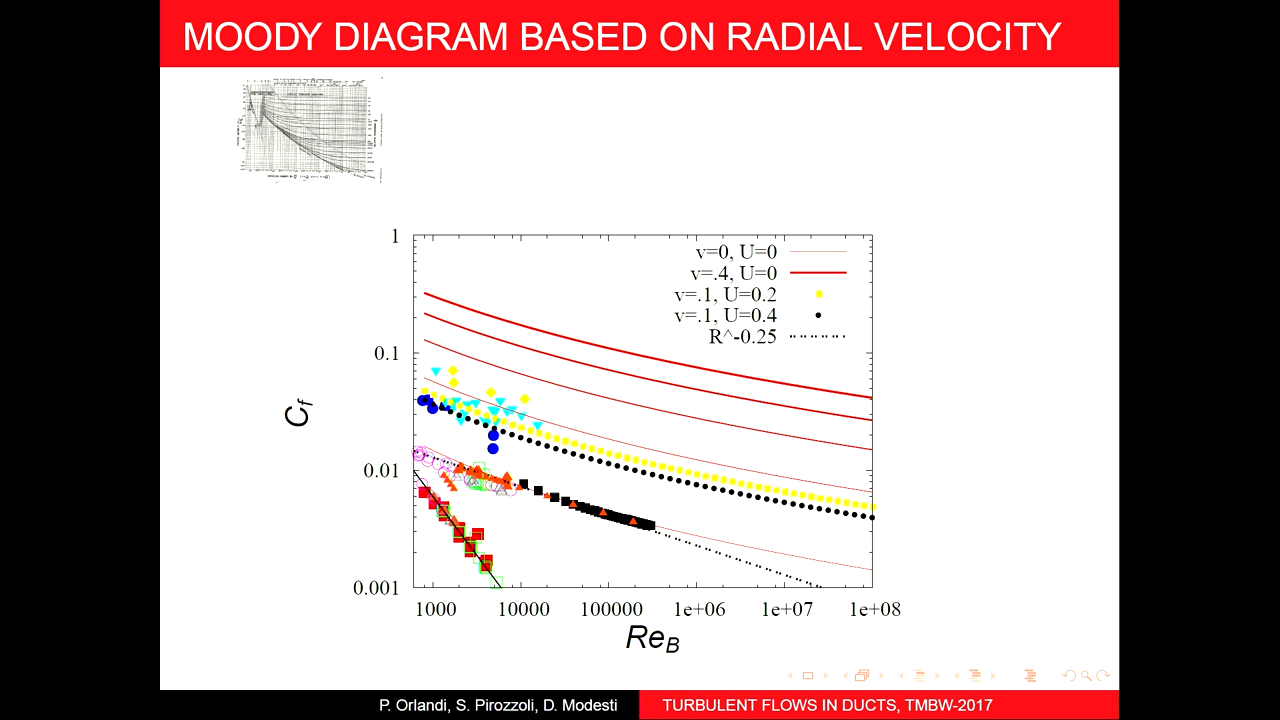 MOODY DIAGRAM BASED ON RADIAL VELOCITY
1
0.1
0.01
0.001
C_f
v=0, U=0
v=.4, U=0
v=.1, U=0.2
v=.1, U=0.4
R^-0.25
1000 10000 100000 1e+06 1e+07 1e+08
Re_B
P. Orlandi, S. Pirozzoli, D. Modesti TURBULENT FLOWS IN DUCTS, TMBW-2017